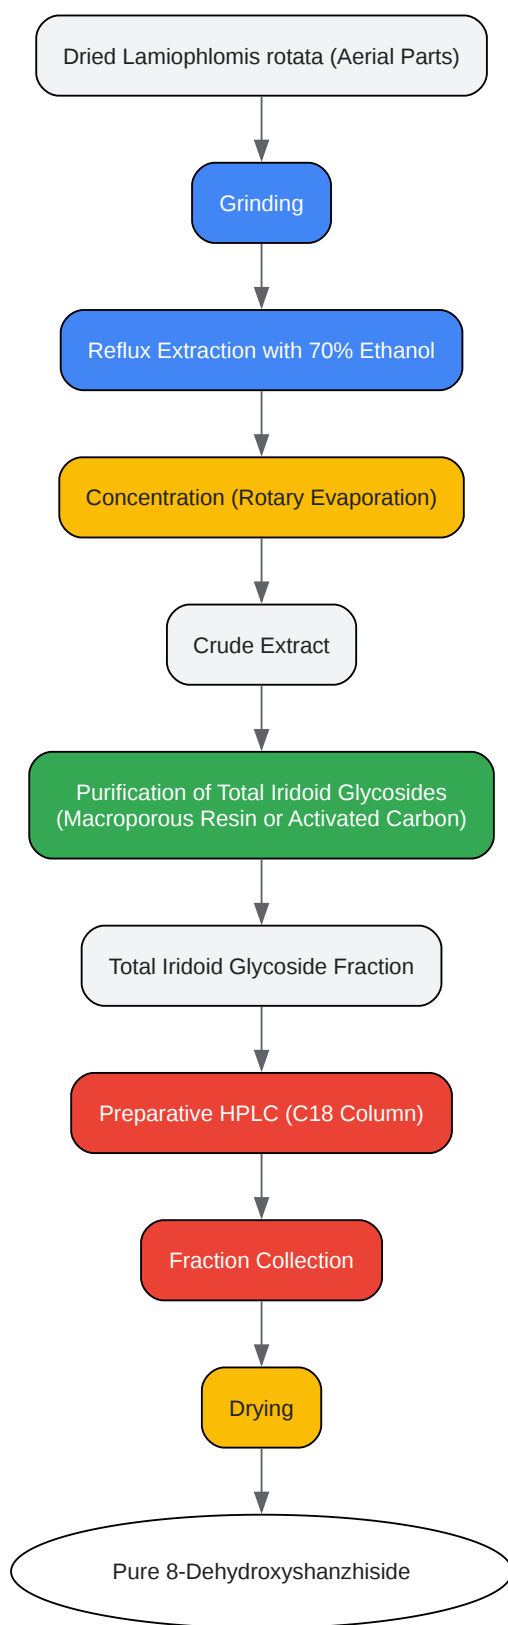 Dried Lamiophlomis rotata (Aerial Parts)
Grinding
Reflux Extraction with 70% Ethanol
Concentration (Rotary Evaporation)
Crude Extract
Purification of Total Iridoid Glycosides
(Macroporous Resin or Activated Carbon)
Total Iridoid Glycoside Fraction
Preparative HPLC (C18 Column)
Fraction Collection
Drying
Pure 8-Dehydroxyshanzhiside